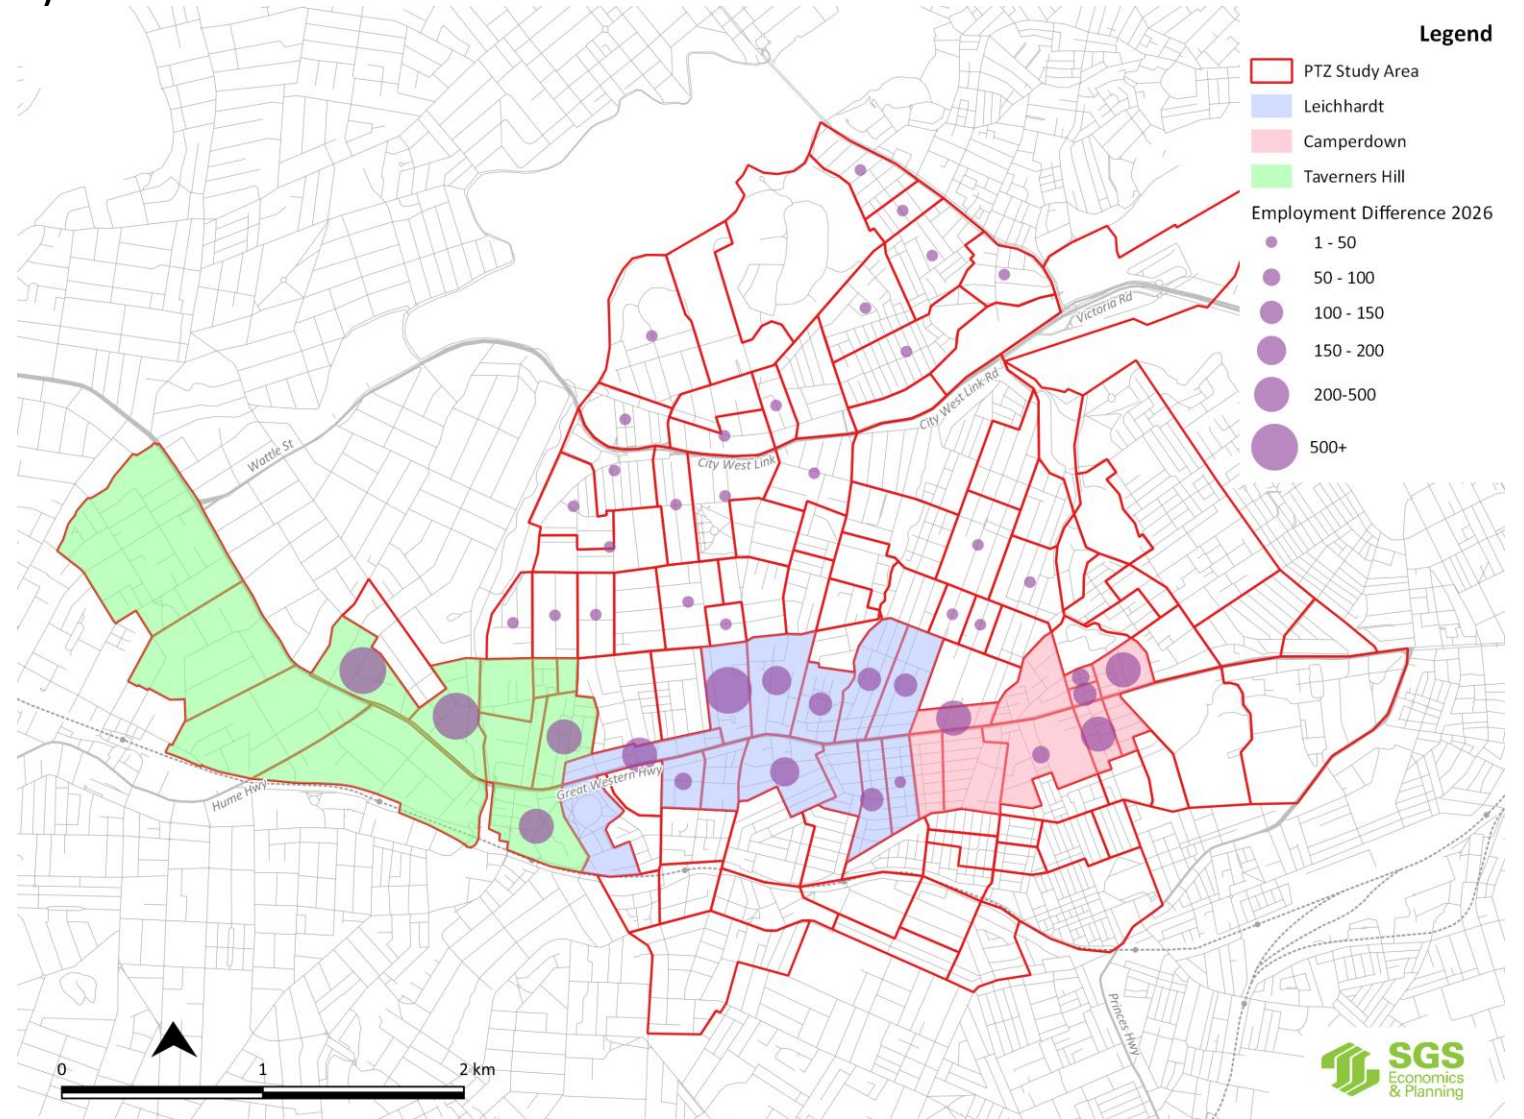 Legend
PTZ Study Area
Leichhardt
Camperdown
Taverners Hill
Employment Difference 2026
1 - 50
50 - 100
100 - 150
150 - 200
200-500
500+
Victoria Rd
City West Link Rd
Wattle St
City West Link
Great Western Hwy
Hume Hwy
Princes Hwy
0 1 2 km
SGS
Economics
& Planning